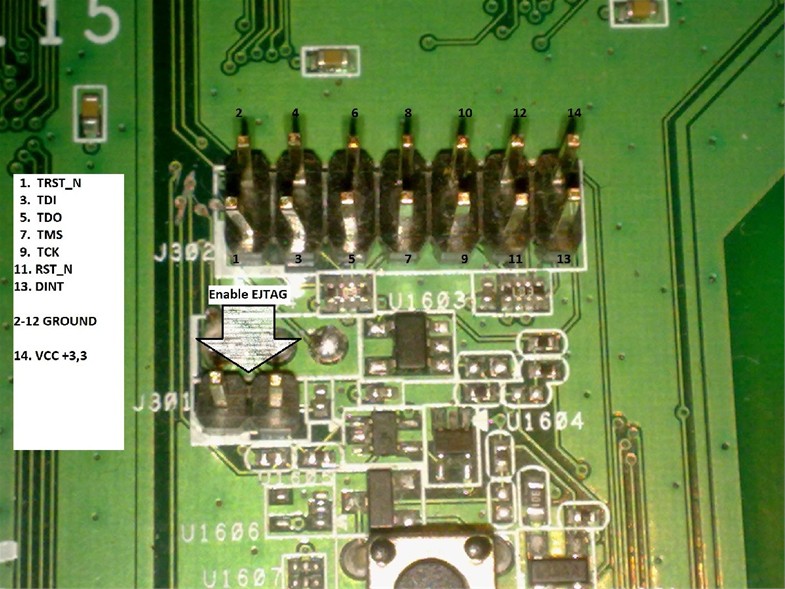 L15
2 4 6 8 10 12 14
1. TRST_N
3. TDI
5. TDO
7. TMS
9. TCK
11. RST_N
13. DINT
2-12 GROUND
14. VCC +3,3
J302
1 3 5 7 9 11 13
Enable EJTAG
U1603
J301
U1604
U1606
U1607